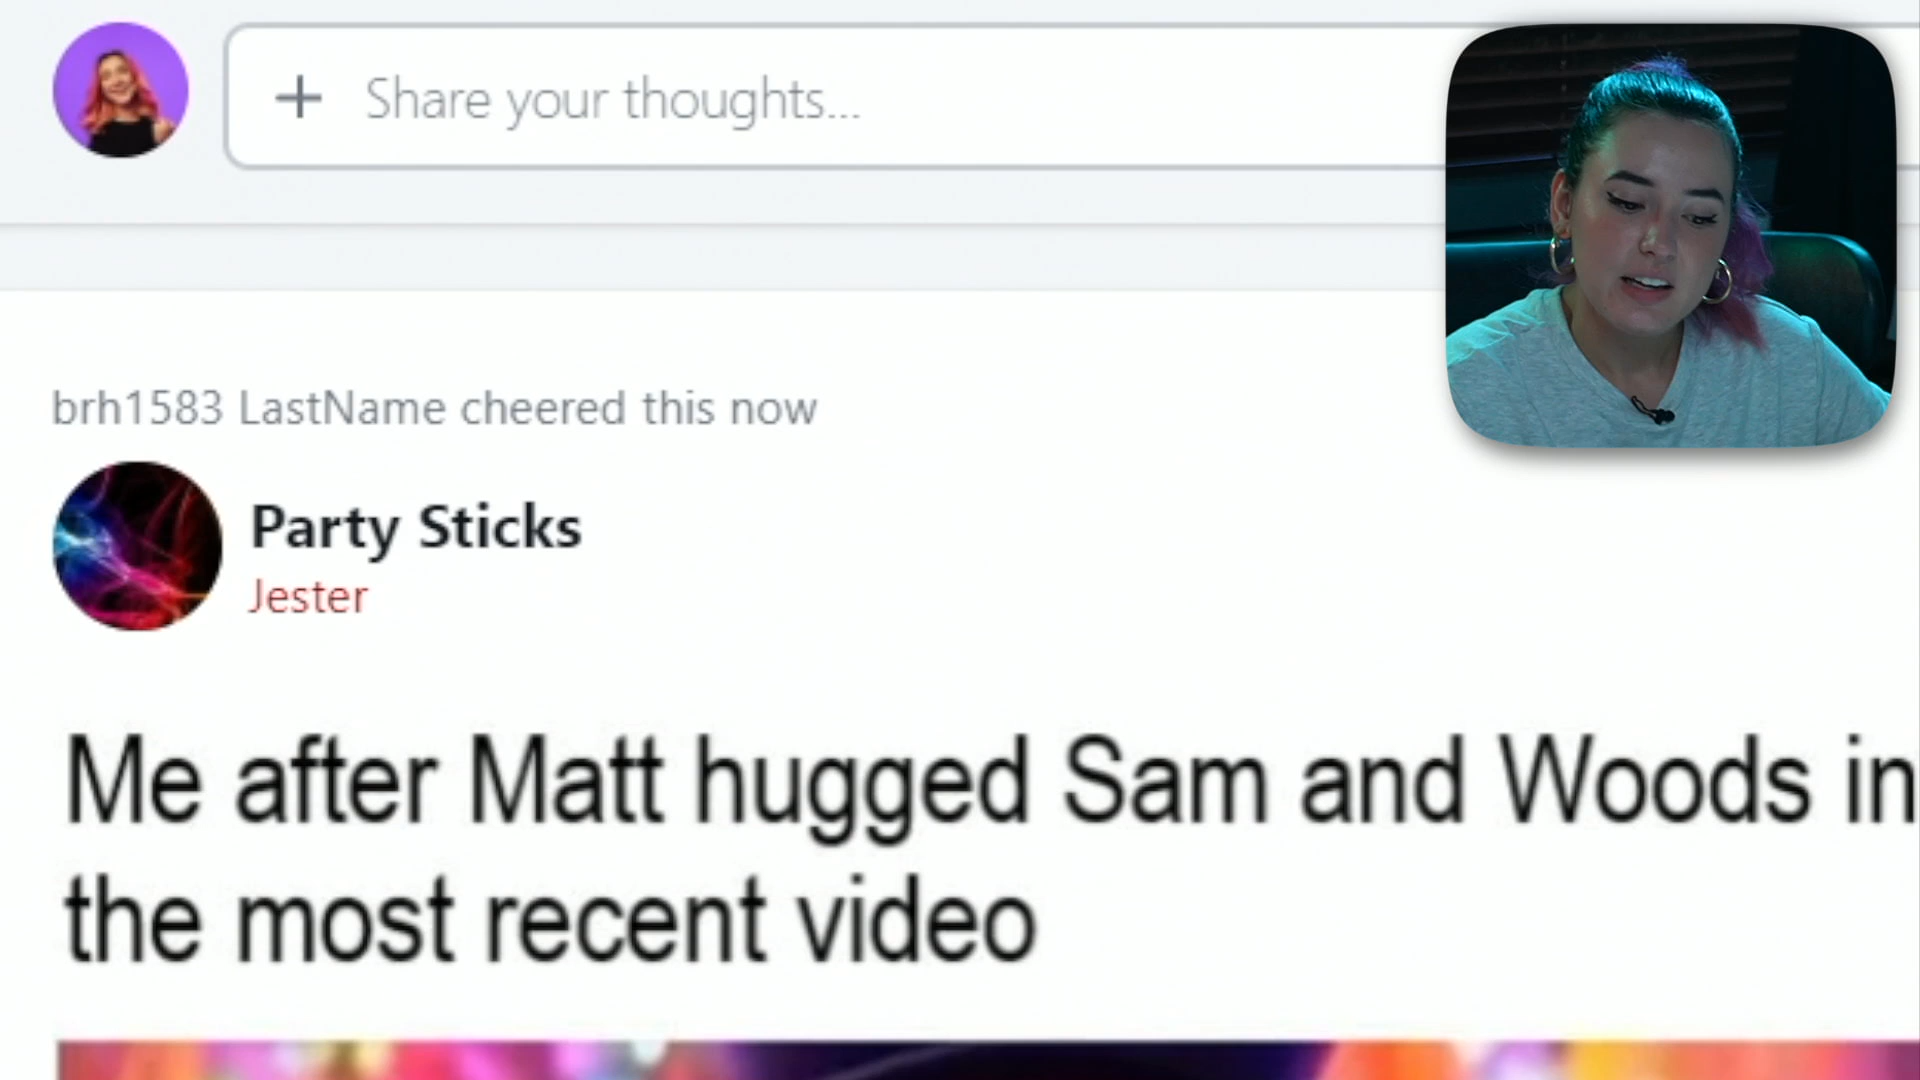 Share your thoughts...
brh1583 LastName cheered this now
Party Sticks
Jester
Me after Matt hugged Sam and Woods in
the most recent video